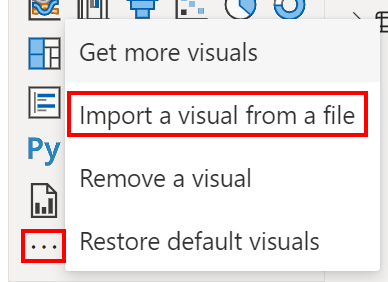 Get more visuals
Import a visual from a file
Py
Remove a visual
...
Restore default visuals